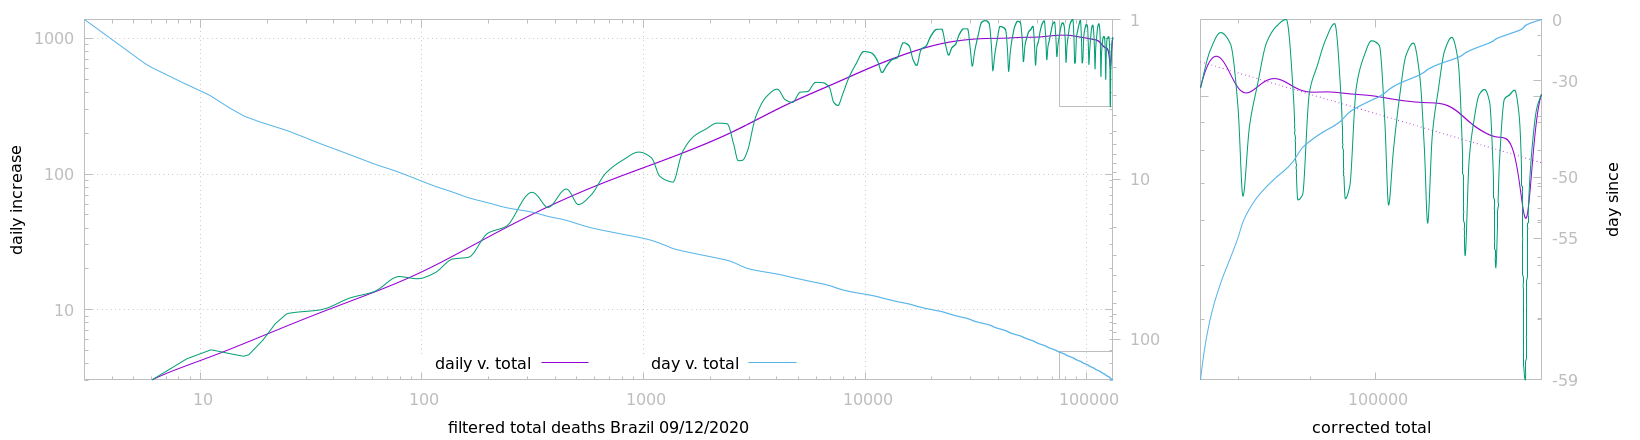 1000
100
10
daily increase
daily v. total
day v. total
10
100
1000
10000
100000
filtered total deaths Brazil 09/12/2020
1
10
100
100000
corrected total
0
-30
-50
-55
-59
day since